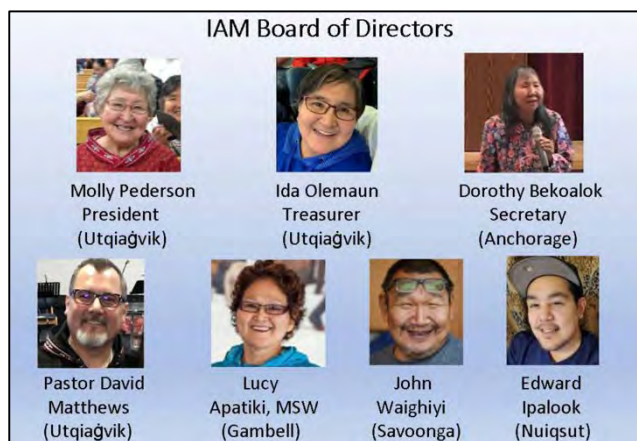 IAM Board of Directors
Molly Pederson
President
(Utqiaġvik)
Ida Olemaun
Treasurer
(Utqiaġvik)
Dorothy Bekoalok
Secretary
(Anchorage)
Pastor David
Matthews
(Utqiaġvik)
Lucy
Apatiki, MSW
(Gambell)
John
Waighiyi
(Savoonga)
Edward
Ipalook
(Nuiqsut)